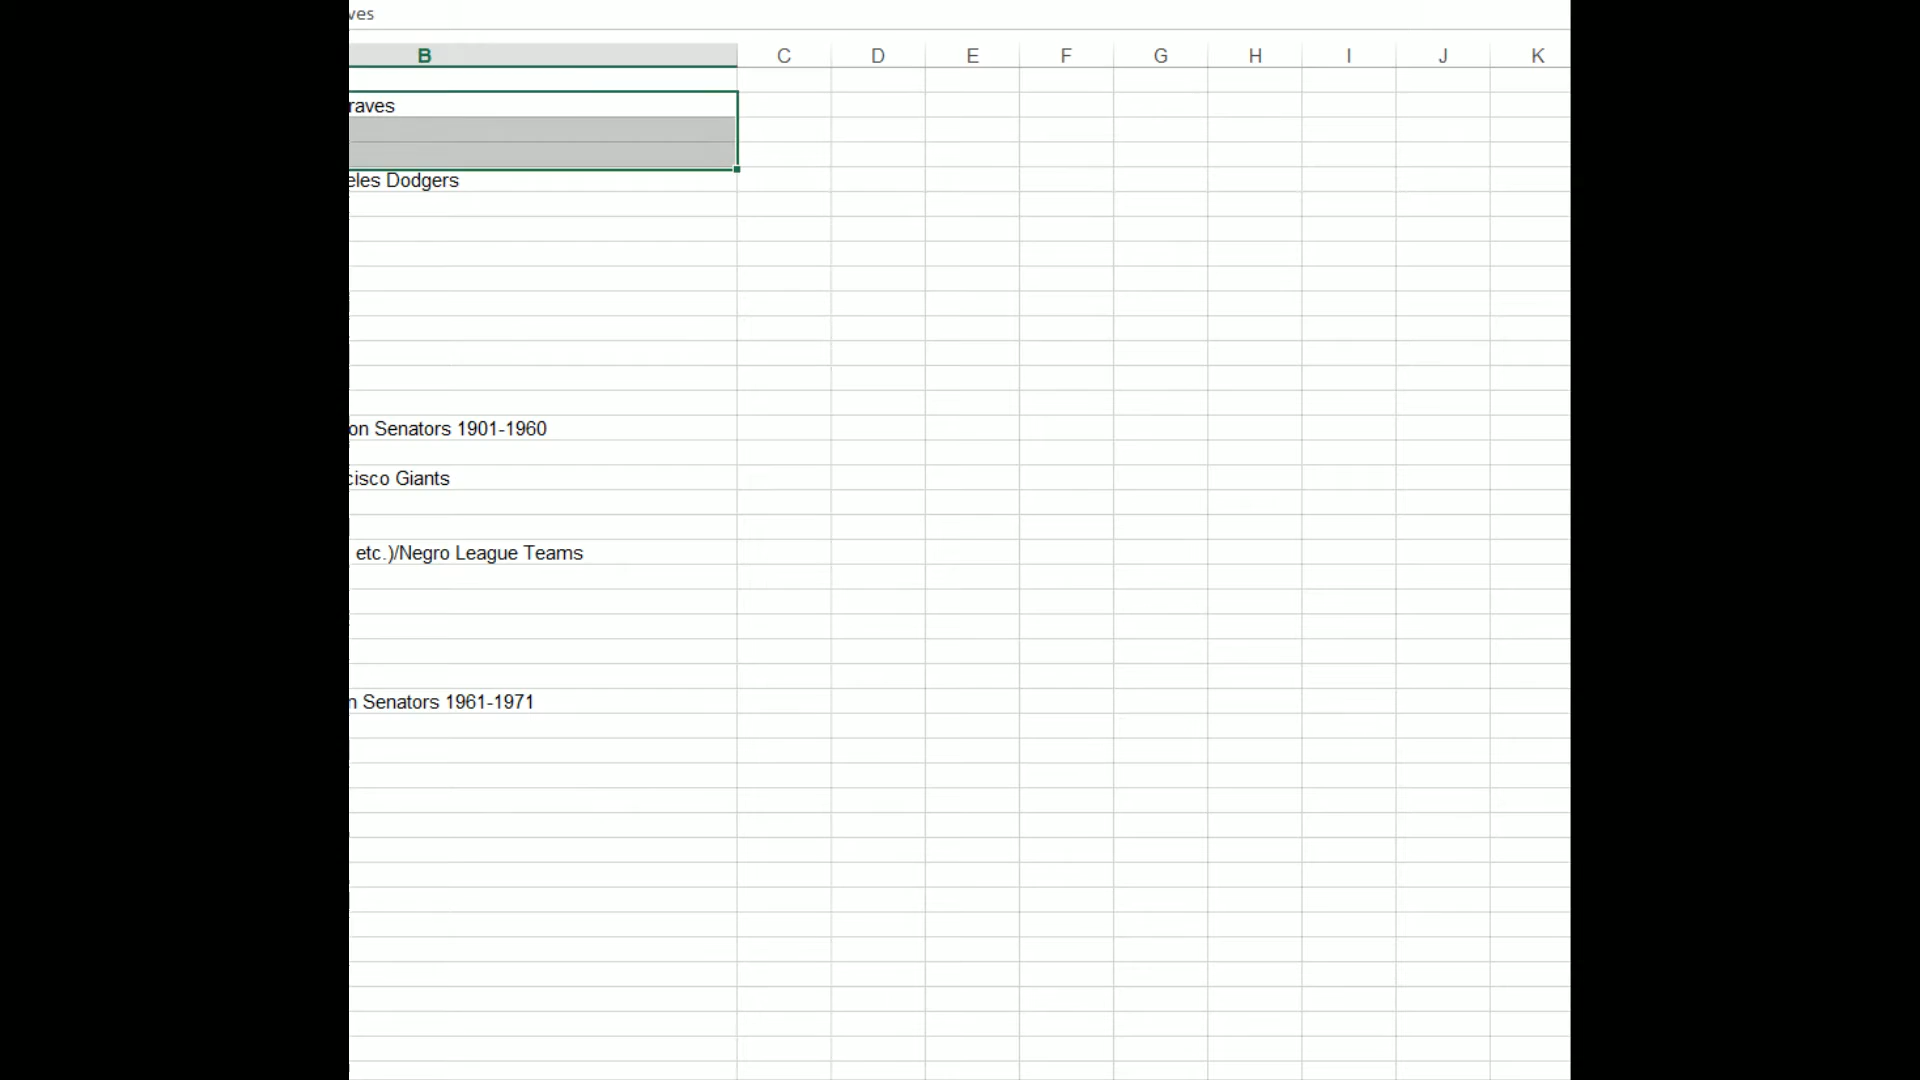 ves
B C D E F G H I J K
raves
eles Dodgers
on Senators 1901-1960
cisco Giants
etc.)/Negro League Teams
n Senators 1961-1971